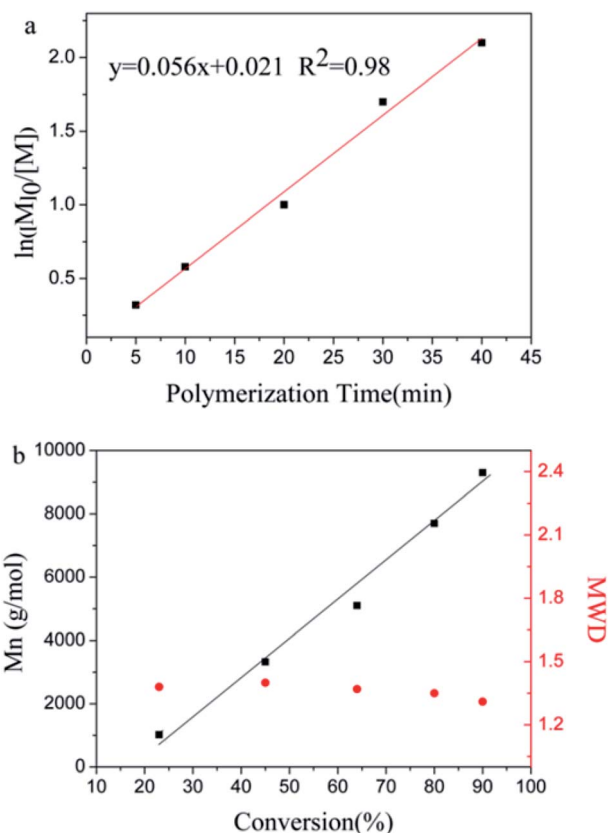 a
y=0.056x+0.021 R2=0.98
ln([M]0/[M])
2.0
1.5
1.0
0.5
0 5 10 15 20 25 30 35 40 45
Polymerization Time(min)
b
Mn (g/mol)
10000
8000
6000
4000
2000
0
2.4
2.1
1.8
1.5
1.2
MWD
10 20 30 40 50 60 70 80 90 100
Conversion(%)